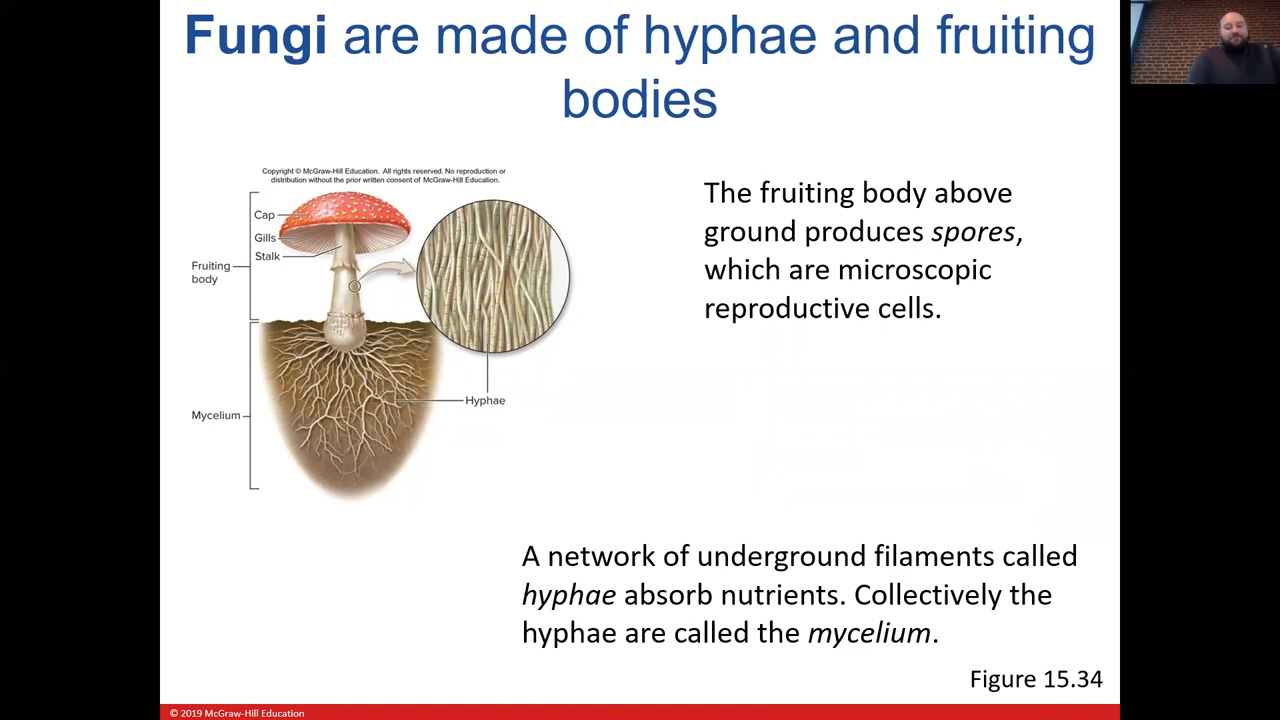 Fungi are made of hyphae and fruiting
bodies
Copyright © McGraw-Hill Education. All rights reserved. No reproduction or
distribution without the prior written consent of McGraw-Hill Education.
Cap
Gills
Stalk
Fruiting
body
Mycelium
Hyphae
The fruiting body above
ground produces spores,
which are microscopic
reproductive cells.
A network of underground filaments called
hyphae absorb nutrients. Collectively the
hyphae are called the mycelium.
Figure 15.34
© 2019 McGraw-Hill Education